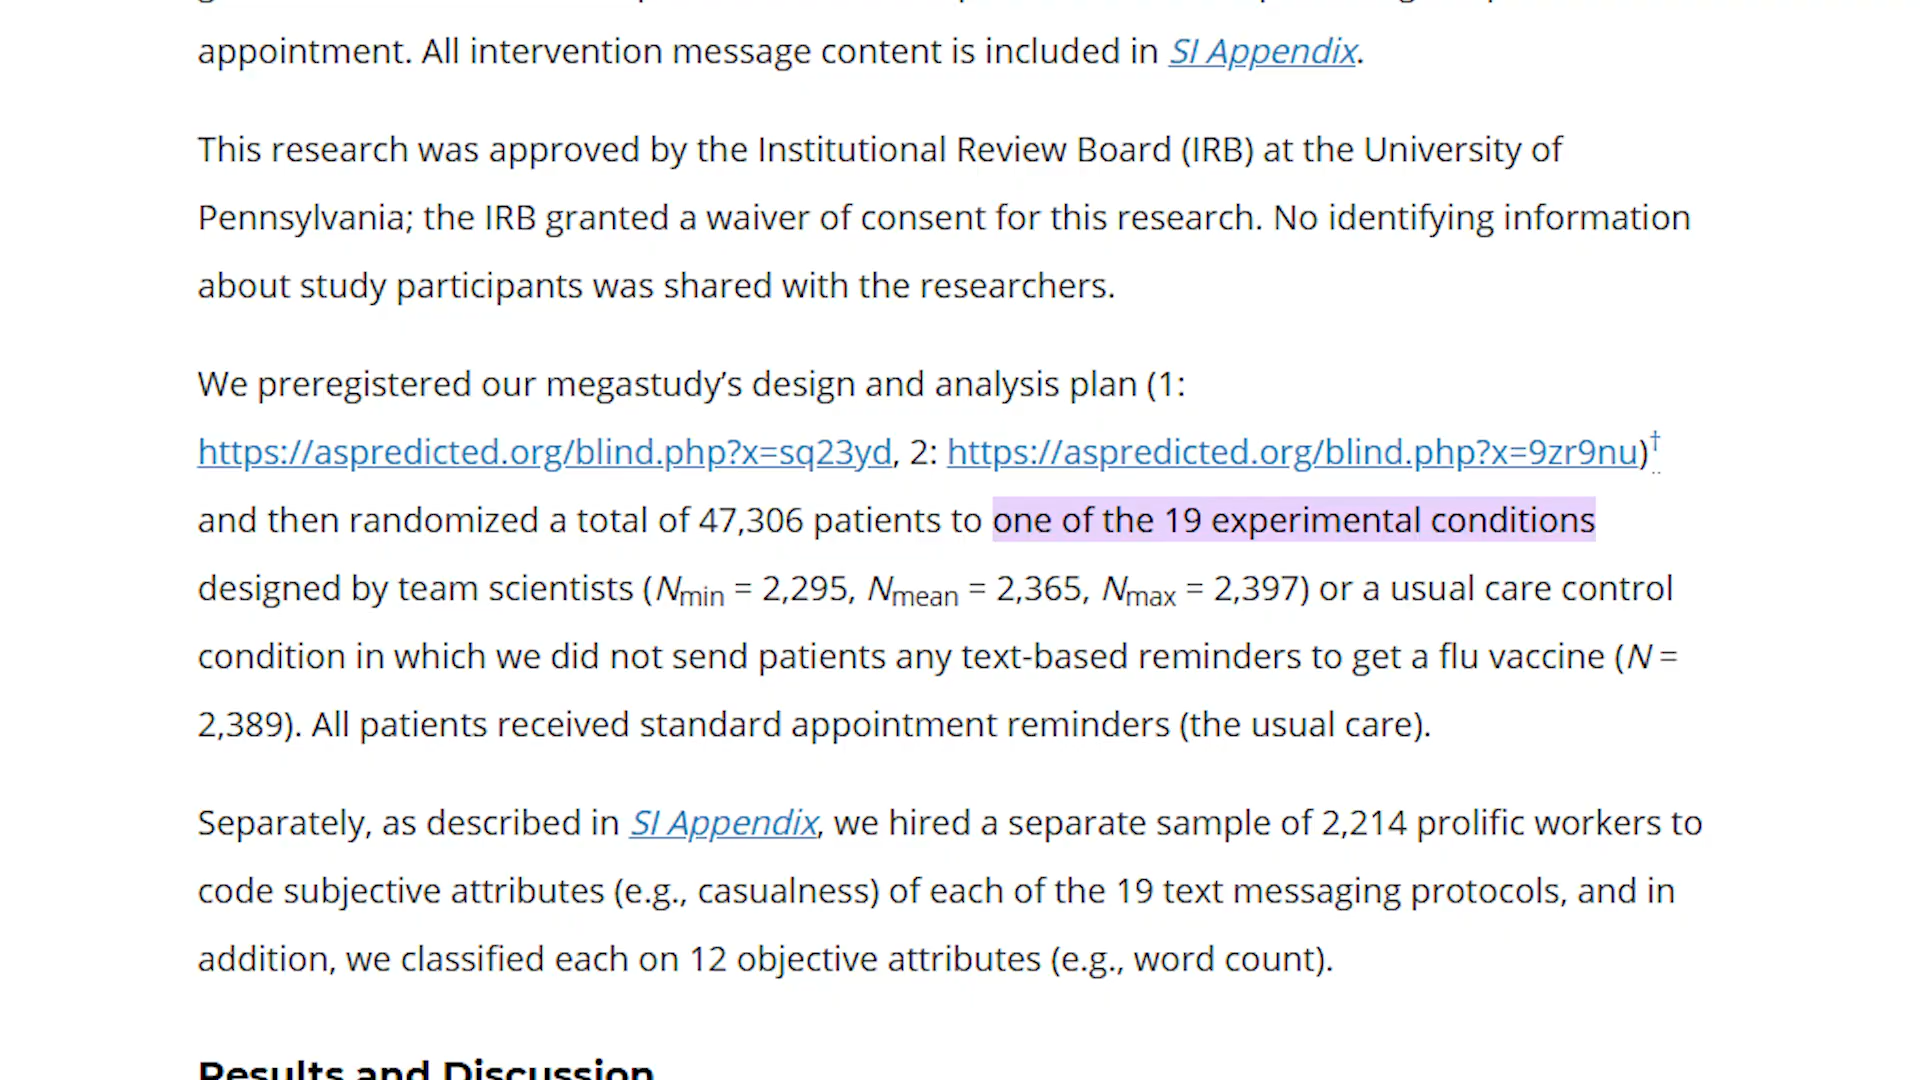 appointment. All intervention message content is included in SI Appendix.
This research was approved by the Institutional Review Board (IRB) at the University of
Pennsylvania; the IRB granted a waiver of consent for this research. No identifying information
about study participants was shared with the researchers.
We preregistered our megastudy’s design and analysis plan (1:
https://aspredicted.org/blind.php?x=sq23yd, 2: https://aspredicted.org/blind.php?x=9zr9nu)†
and then randomized a total of 47,306 patients to one of the 19 experimental conditions
designed by team scientists (Nmin = 2,295, Nmean = 2,365, Nmax = 2,397) or a usual care control
condition in which we did not send patients any text-based reminders to get a flu vaccine (N =
2,389). All patients received standard appointment reminders (the usual care).
Separately, as described in SI Appendix, we hired a separate sample of 2,214 prolific workers to
code subjective attributes (e.g., casualness) of each of the 19 text messaging protocols, and in
addition, we classified each on 12 objective attributes (e.g., word count).
Results and Discussion